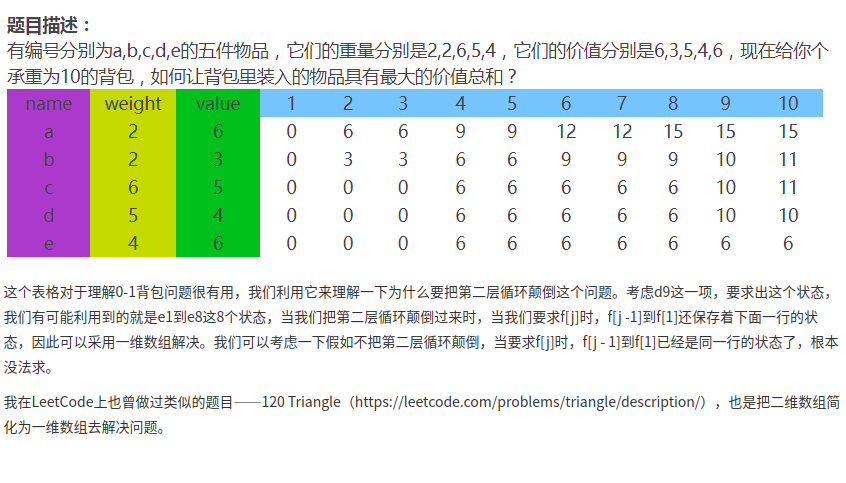 题目描述：
有编号分别为a,b,c,d,e的五件物品，它们的重量分别是2,2,6,5,4，它们的价值分别是6,3,5,4,6，现在给你个
承重为10的背包，如何让背包里装入的物品具有最大的价值总和？
name weight value 1 2 3 4 5 6 7 8 9 10
a 2 6 0 6 6 9 9 12 12 15 15 15
b 2 3 0 3 3 6 6 9 9 9 10 11
c 6 5 0 0 0 6 6 6 6 6 10 11
d 5 4 0 0 0 6 6 6 6 6 10 10
e 4 6 0 0 0 6 6 6 6 6 6 6
这个表格对于理解0-1背包问题很有用，我们利用它来理解一下为什么要把第二层循环颠倒这个问题。考虑d9这一项，要求出这个状态，
我们有可能利用到的就是e1到e8这8个状态，当我们把第二层循环颠倒过来时，当我们要求f[j]时，f[j -1]到f[1]还保存着下面一行的状
态，因此可以采用一维数组解决。我们可以考虑一下假如不把第二层循环颠倒，当要求f[j]时，f[j - 1]到f[1]已经是同一行的状态了，根本
没法求。
我在LeetCode上也曾做过类似的题目——120 Triangle（https://leetcode.com/problems/triangle/description/），也是把二维数组简
化为一维数组去解决问题。